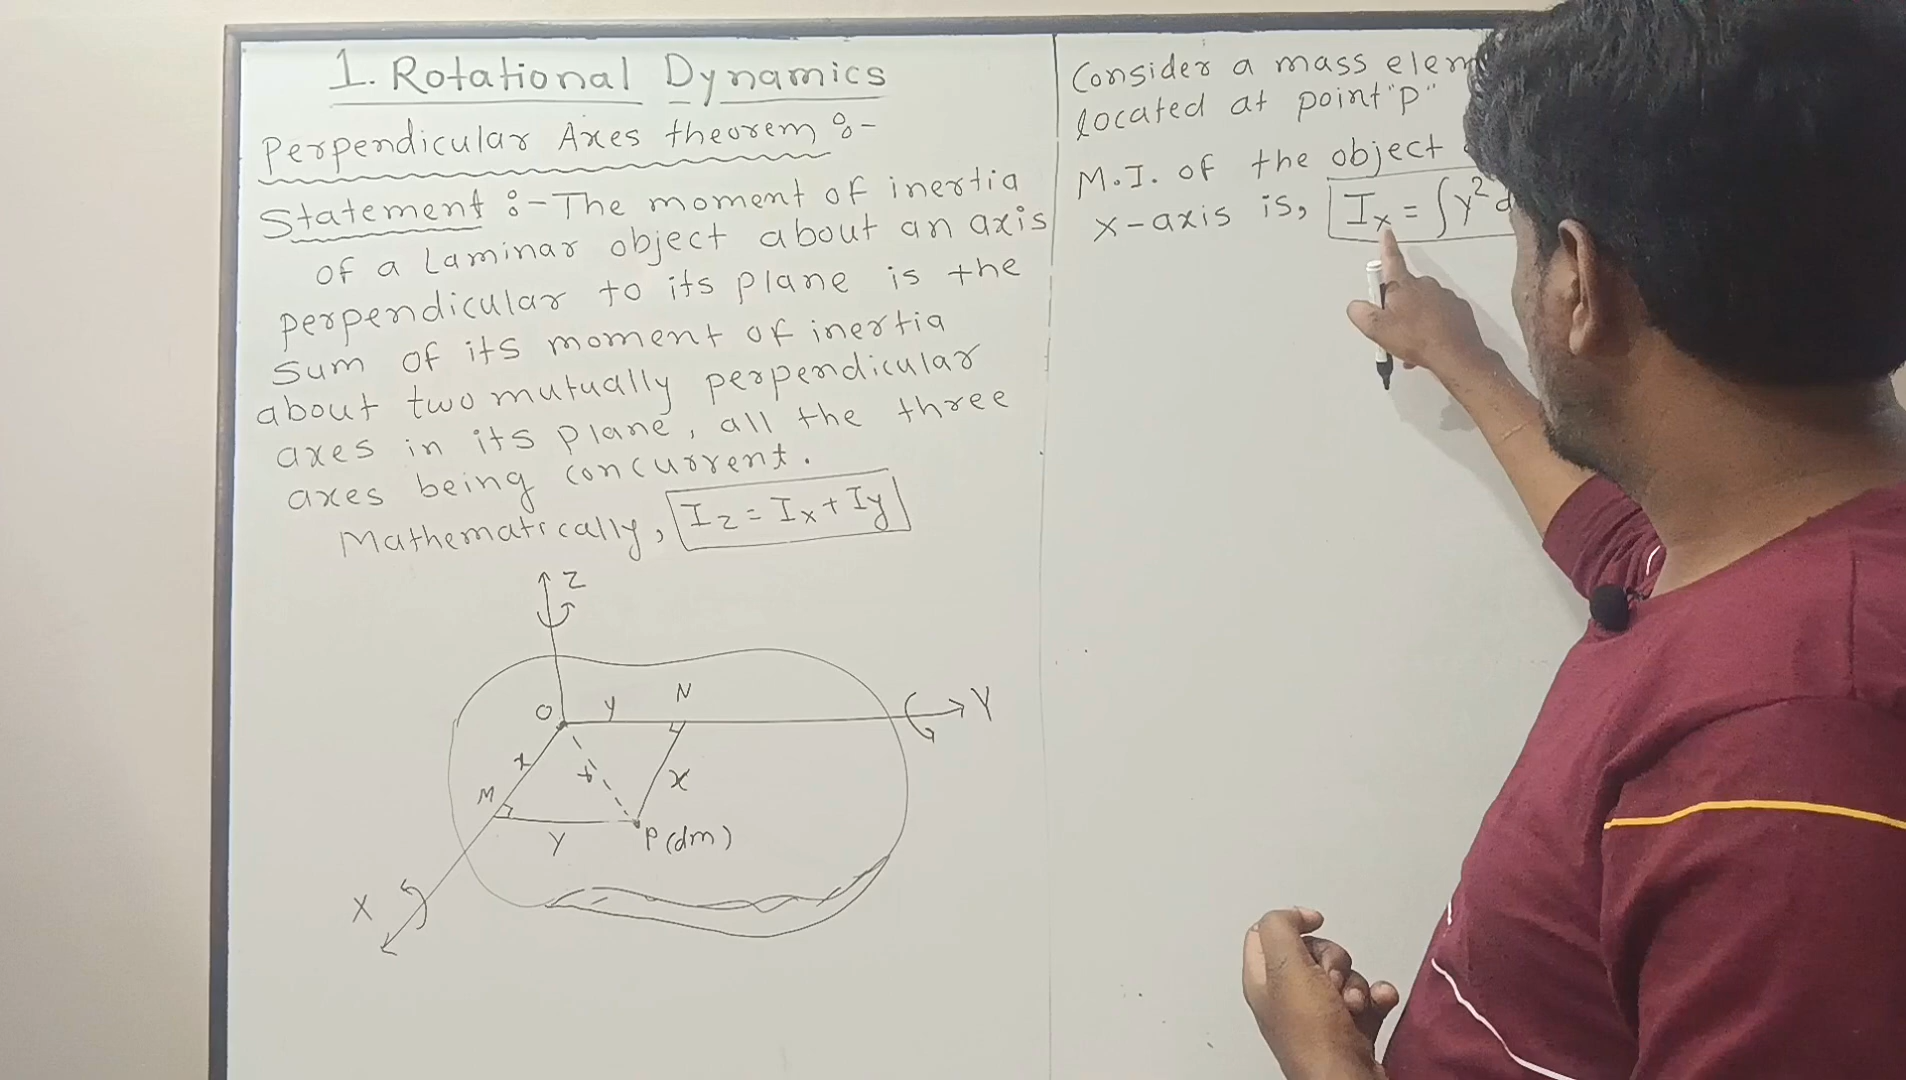 1. Rotational Dynamics
Perpendicular Axes theorem :-
Statement :- The moment of inertia
of a Laminar object about an axis
perpendicular to its plane is the
sum of its moment of inertia
about two mutually perpendicular
axes in its plane, all the three
axes being concurrent.
Mathematically, Iz = Ix + Iy
Z
O y N Y
x r x
M
y P(dm)
X
Consider a mass elem
located at point "P"
M.I. of the object
x-axis is, Ix = ∫y² d